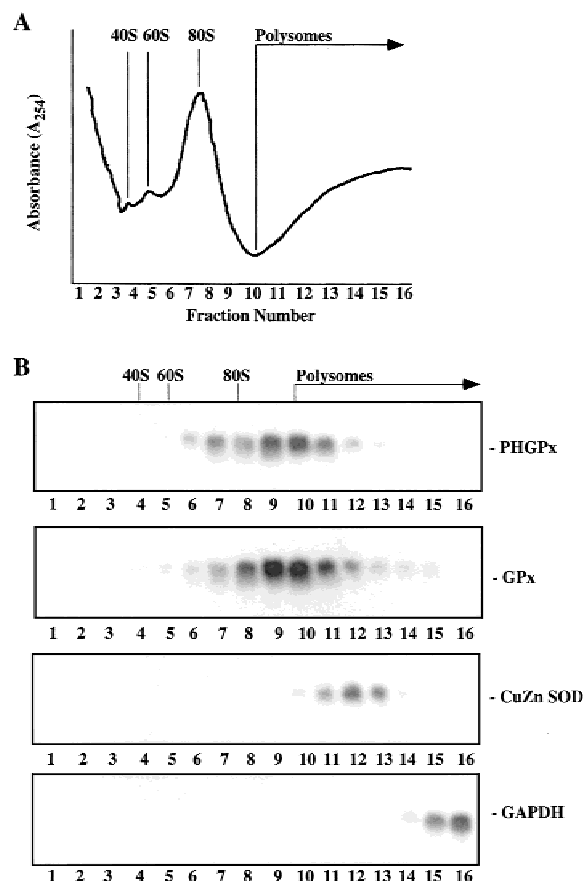 A
40S 60S 80S Polysomes
Absorbance (A254)
1 2 3 4 5 6 7 8 9 10 11 12 13 14 15 16
Fraction Number
B
40S 60S 80S Polysomes
- PHGPx
1 2 3 4 5 6 7 8 9 10 11 12 13 14 15 16
- GPx
1 2 3 4 5 6 7 8 9 10 11 12 13 14 15 16
- CuZn SOD
1 2 3 4 5 6 7 8 9 10 11 12 13 14 15 16
- GAPDH
1 2 3 4 5 6 7 8 9 10 11 12 13 14 15 16